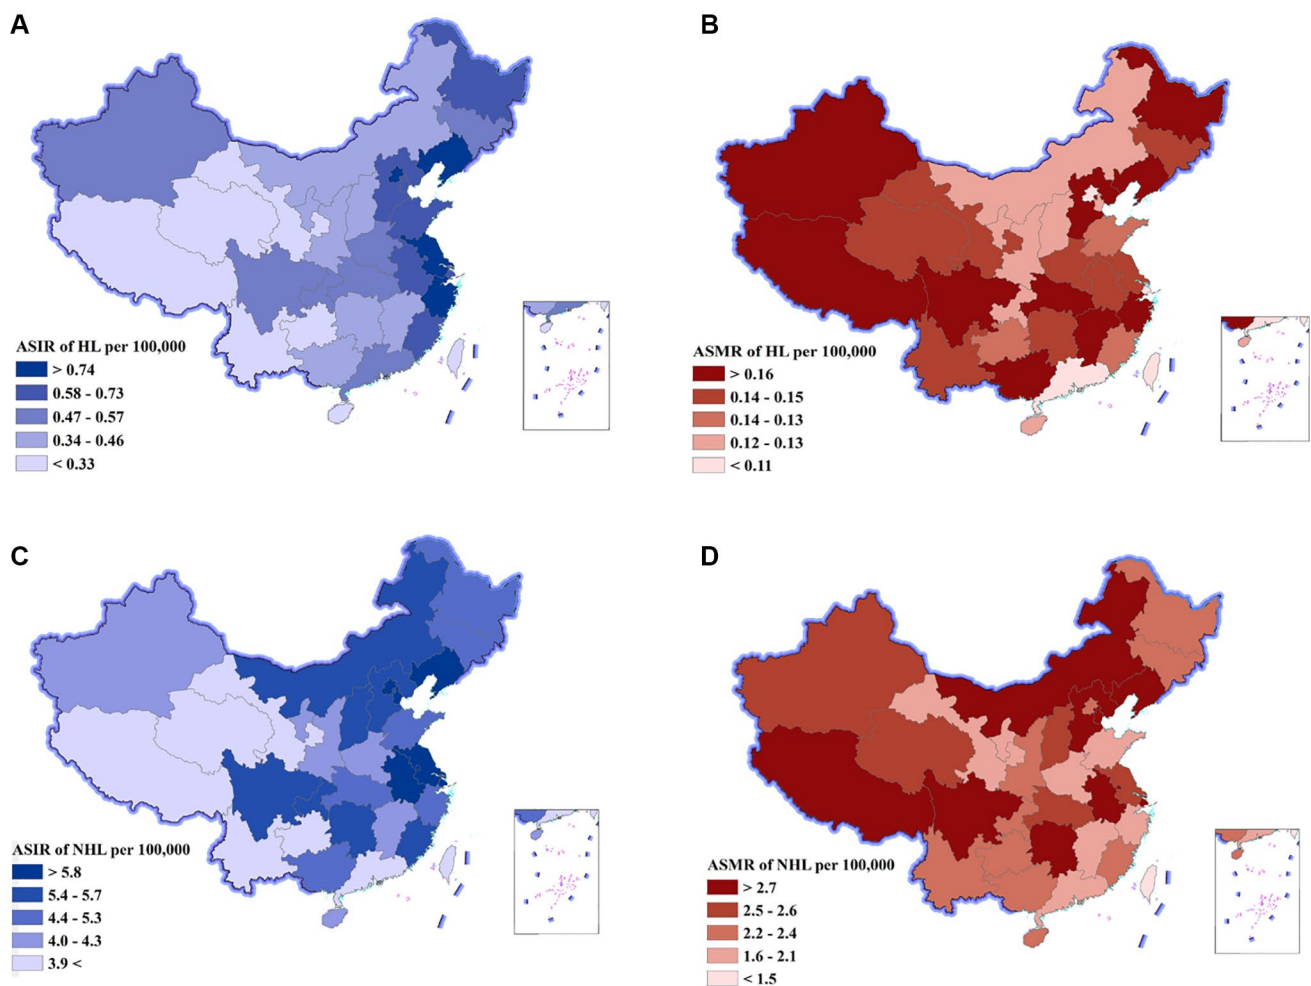 A
B
ASIR of HL per 100,000
> 0.74
0.58 - 0.73
0.47 - 0.57
0.34 - 0.46
< 0.33
ASMR of HL per 100,000
> 0.16
0.14 - 0.15
0.14 - 0.13
0.12 - 0.13
< 0.11
C
D
ASIR of NHL per 100,000
> 5.8
5.4 - 5.7
4.4 - 5.3
4.0 - 4.3
3.9 <
ASMR of NHL per 100,000
> 2.7
2.5 - 2.6
2.2 - 2.4
1.6 - 2.1
< 1.5